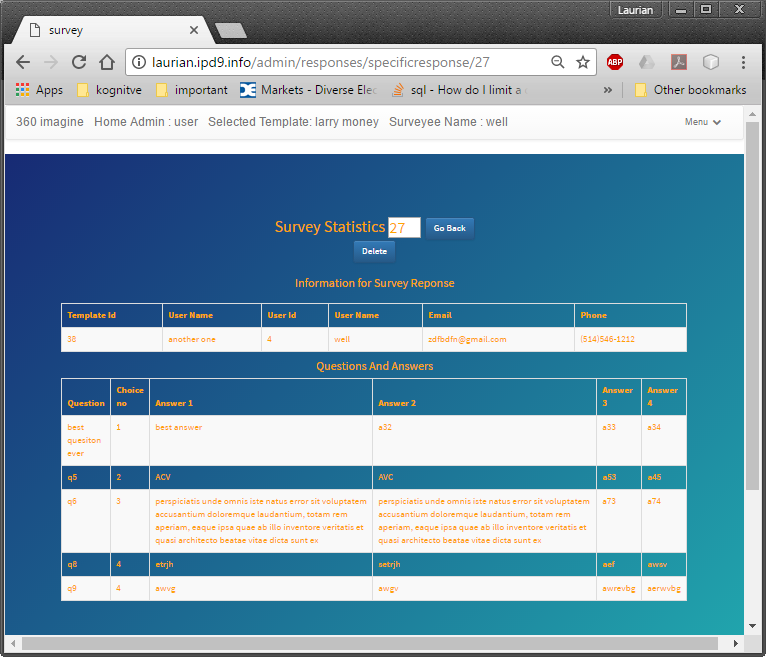 Laurian
survey
laurian.ipd9.info/admin/responses/specificresponse/27
ABP
Apps kognitve important Markets - Diverse Elec sql - How do I limit a » Other bookmarks
360 imagine Home Admin : user Selected Template: larry money Surveyee Name : well Menu
Survey Statistics 27 Go Back
Delete
Information for Survey Reponse
Template Id User Name User Id User Name Email Phone
38 another one 4 well zdfbdfn@gmail.com (514)546-1212
Questions And Answers
Question Choice no Answer 1 Answer 2 Answer 3 Answer 4
best quesiton ever 1 best answer a32 a33 a34
q5 2 ACV AVC a53 a45
q6 3 perspiciatis unde omnis iste natus error sit voluptatem perspiciatis unde omnis iste natus error sit voluptatem a73 a74
accusantium doloremque laudantium, totam rem accusantium doloremque laudantium, totam rem
aperiam, eaque ipsa quae ab illo inventore veritatis et aperiam, eaque ipsa quae ab illo inventore veritatis et
quasi architecto beatae vitae dicta sunt ex quasi architecto beatae vitae dicta sunt ex
q8 4 etrjh setrjh aef awsv
q9 4 awvg awgv awrevbg aerwvbg